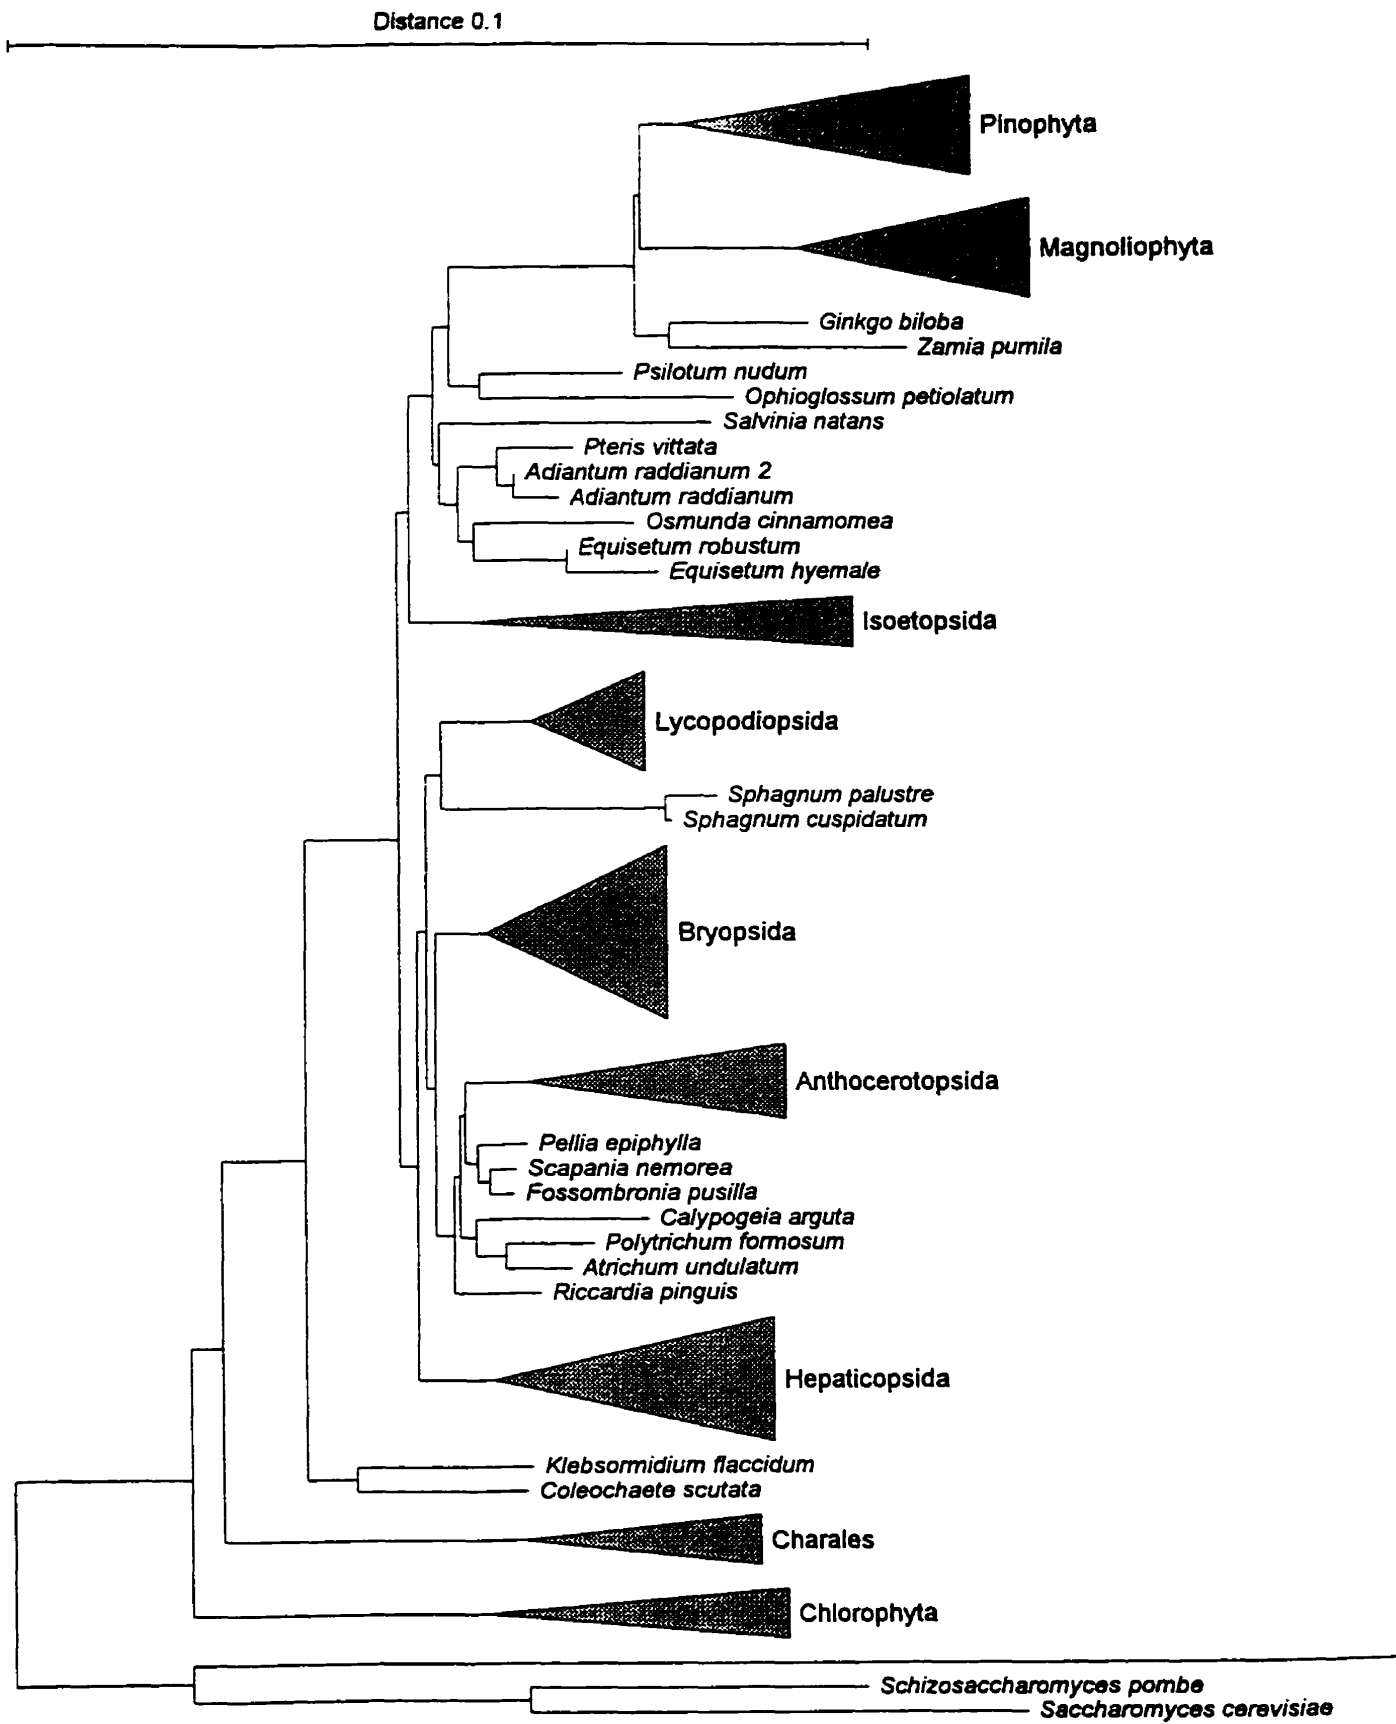 Distance 0.1
Pinophyta
Magnoliophyta
Ginkgo biloba
Zamia pumila
Psilotum nudum
Ophioglossum petiolatum
Salvinia natans
Pteris vittata
Adiantum raddianum 2
Adiantum raddianum
Osmunda cinnamomea
Equisetum robustum
Equisetum hyemale
Isoetopsida
Lycopodiopsida
Sphagnum palustre
Sphagnum cuspidatum
Bryopsida
Anthocerotopsida
Pellia epiphylla
Scapania nemorea
Fossombronia pusilla
Calypogeia arguta
Polytrichum formosum
Atrichum undulatum
Riccardia pinguis
Hepaticopsida
Klebsormidium flaccidum
Coleochaete scutata
Charales
Chlorophyta
Schizosaccharomyces pombe
Saccharomyces cerevisiae